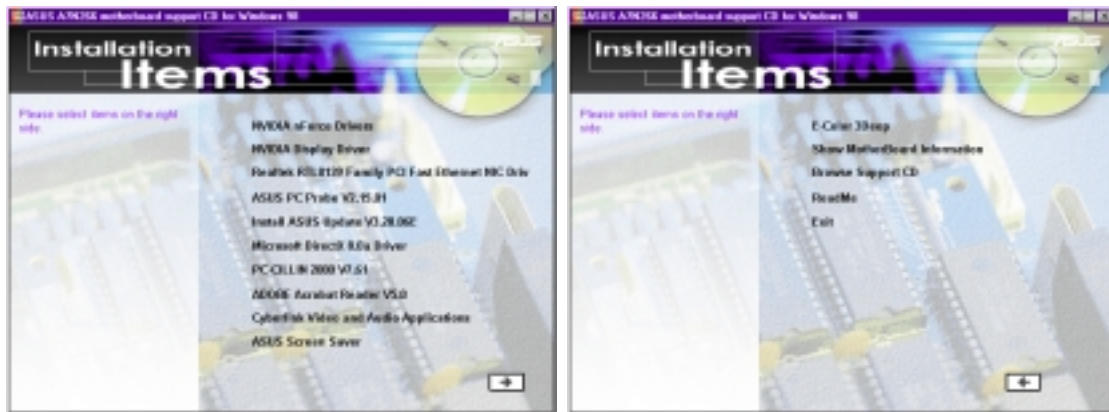 ASUS A7N266 motherboard support CD for Windows 98
Installation
Items
Please select items on the right
side.
NVIDIA nForce Drivers
NVIDIA Display Driver
Realtek RTL8139 Family PCI Fast Ethernet NIC Driv
ASUS PC Probe V2.15.01
Install ASUS Update V3.28.06E
Microsoft DirectX 8.0a Driver
PC-CILLIN 2000 V7.61
ADOBE Acrobat Reader V5.0
Cyberlink Video and Audio Applications
ASUS Screen Saver
ASUS A7N266 motherboard support CD for Windows 98
Installation
Items
ASUS
Please select items on the right
side.
E-Color 3Deep
Show MotherBoard Information
Browse Support CD
ReadMe
Exit